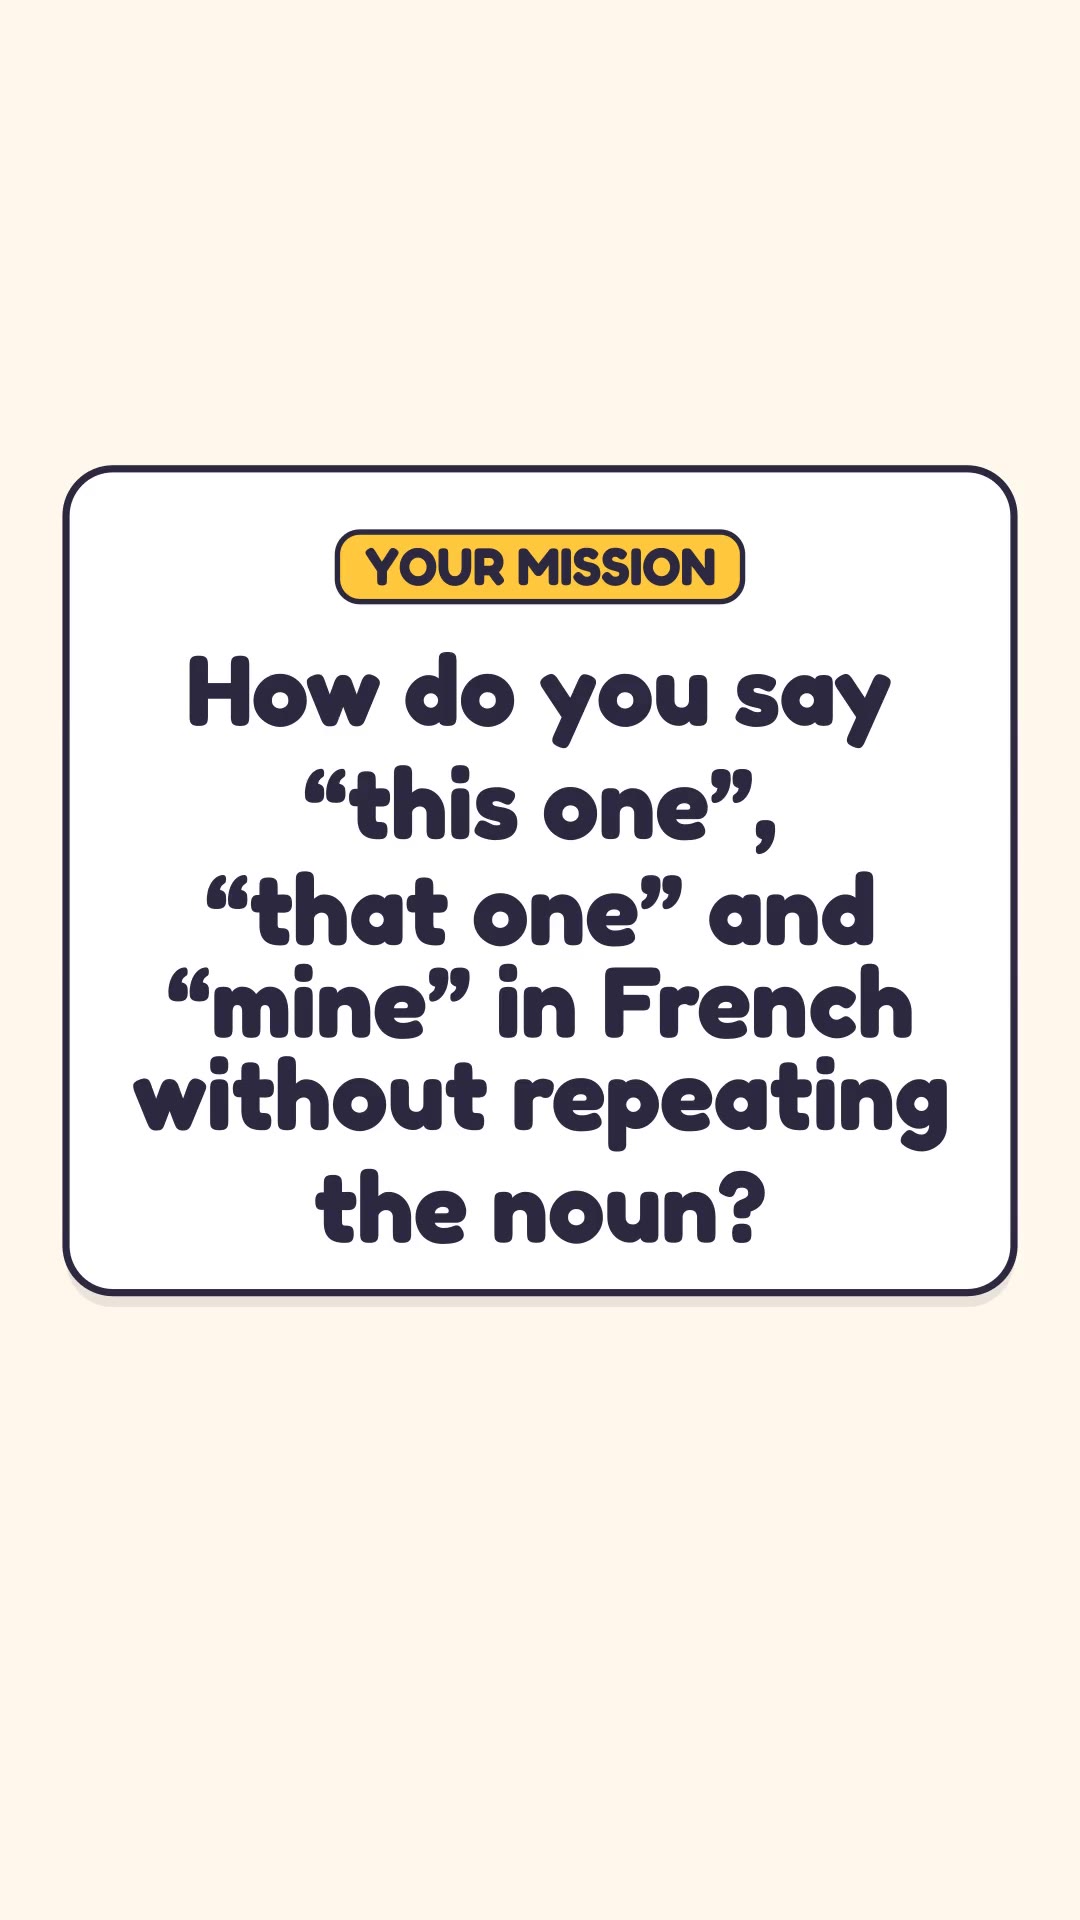 YOUR MISSION
How do you say
“this one”,
“that one” and
“mine” in French
without repeating
the noun?